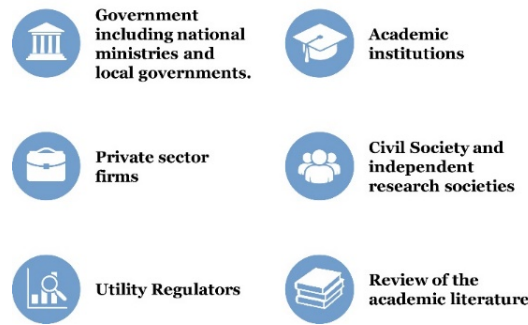 Government
including national
ministries and
local governments.
Academic
institutions
Private sector
firms
Civil Society and
independent
research societies
Utility Regulators
Review of the
academic literature